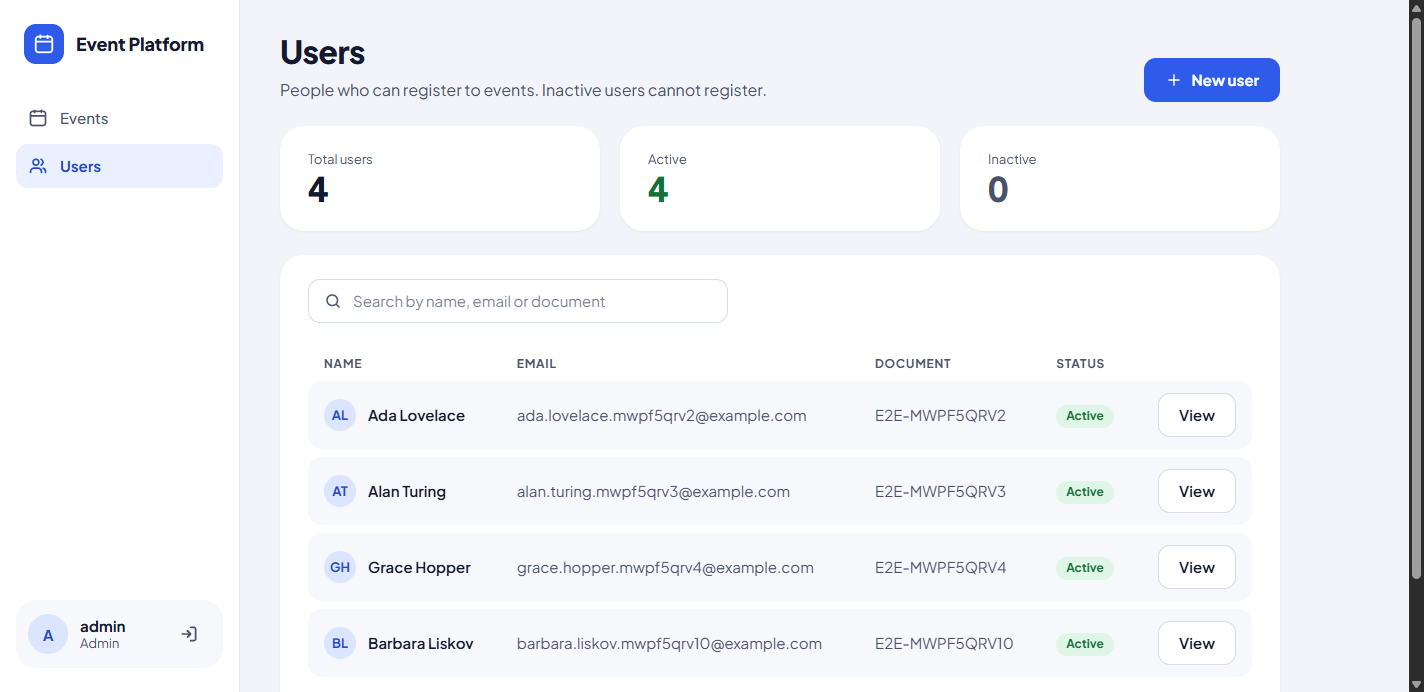 Event Platform
Events
Users
A
admin
Admin
Users
People who can register to events. Inactive users cannot register.
New user
Total users
4
Active
4
Inactive
0
Search by name, email or document
NAME EMAIL DOCUMENT STATUS
AL Ada Lovelace ada.lovelace.mwpf5qrv2@example.com E2E-MWPF5QRV2 Active View
AT Alan Turing alan.turing.mwpf5qrv3@example.com E2E-MWPF5QRV3 Active View
GH Grace Hopper grace.hopper.mwpf5qrv4@example.com E2E-MWPF5QRV4 Active View
BL Barbara Liskov barbara.liskov.mwpf5qrv10@example.com E2E-MWPF5QRV10 Active View